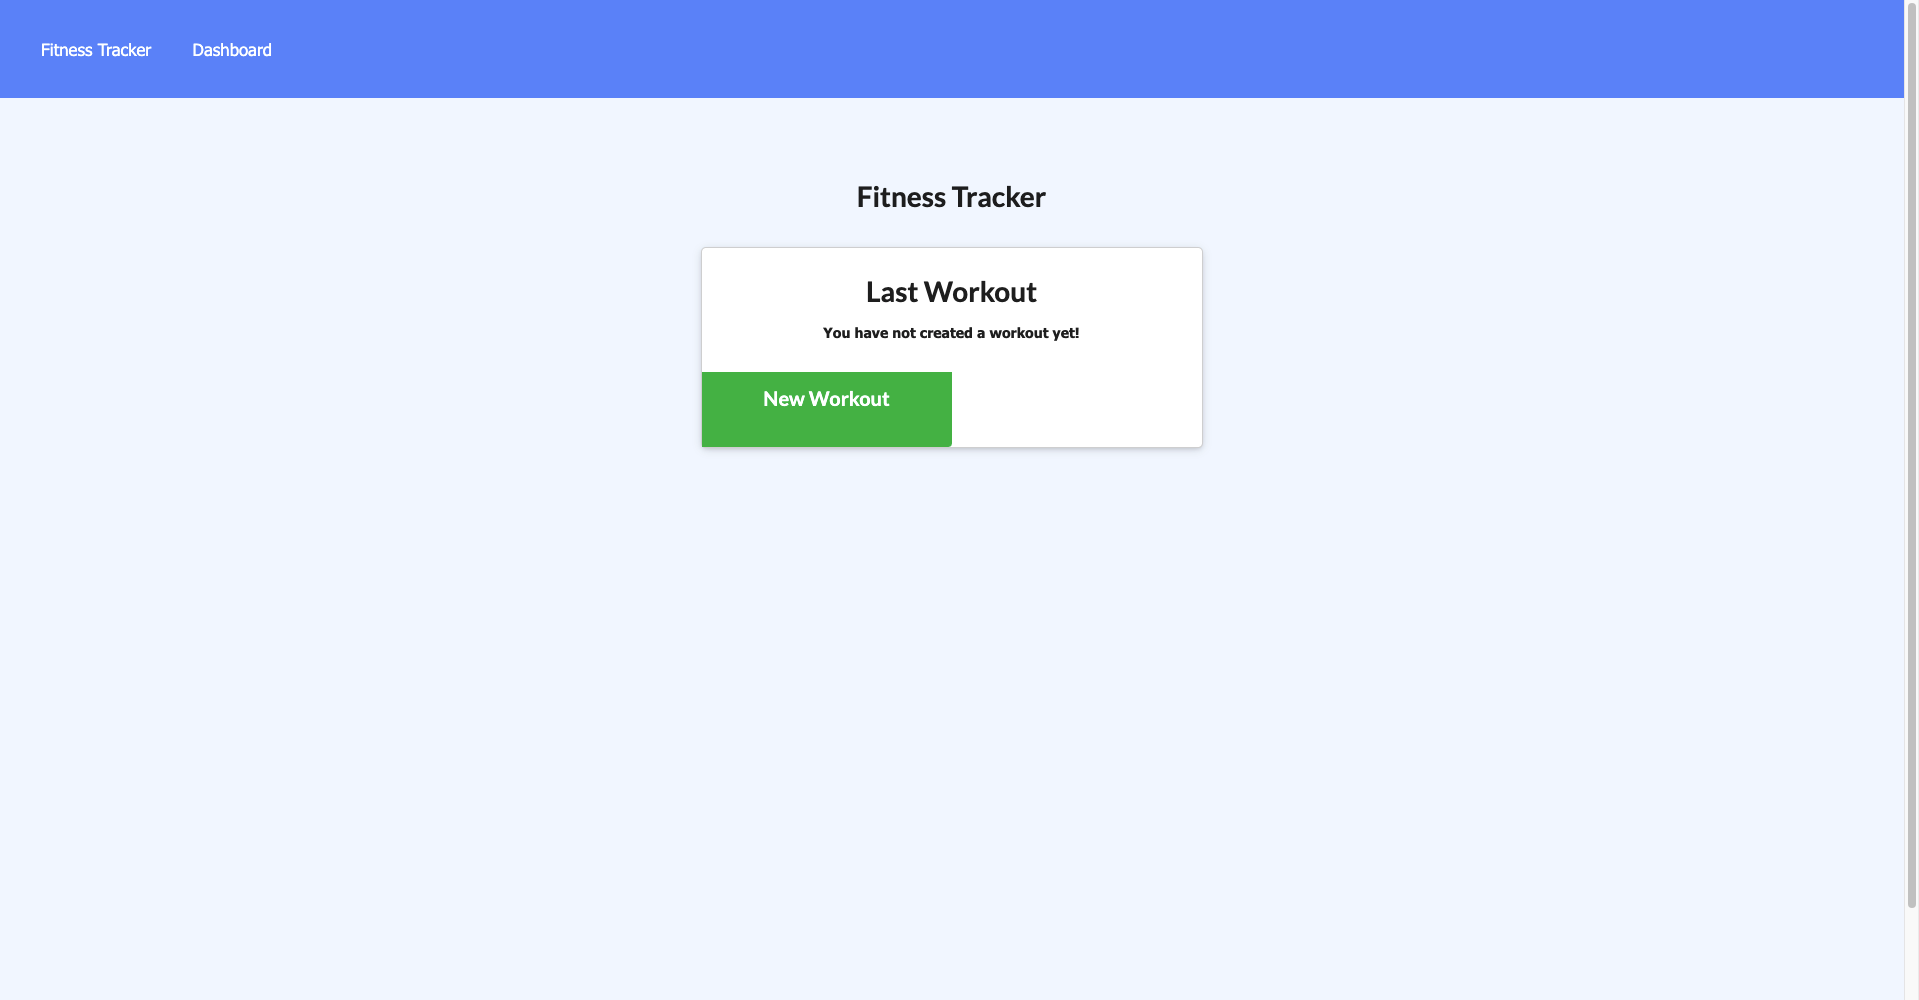 Fitness Tracker Dashboard
Fitness Tracker
Last Workout
You have not created a workout yet!
New Workout